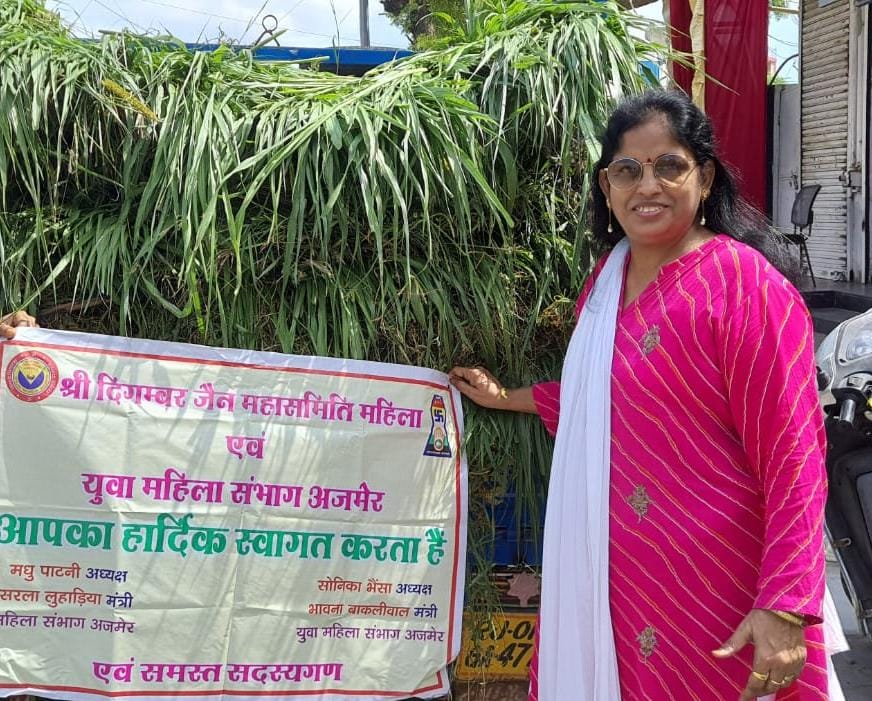 श्री दिगम्बर जैन महासमिति महिला
एवं
युवा महिला संभाग अजमेर
आपका हार्दिक स्वागत करता है
मधु पाटनी अध्यक्ष
सरला लुहाड़िया मंत्री
महिला संभाग अजमेर
सोनिका भैंसा अध्यक्ष
भावना बाकलीवाल मंत्री
युवा महिला संभाग अजमेर
एवं समस्त सदस्यगण